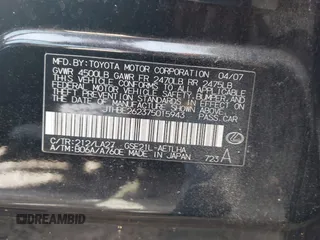 MFD. BY: TOYOTA MOTOR CORPORATION 04/07
GVWR 4500LB GAWR FR 2470LB RR 2475LB
THIS VEHICLE CONFORMS TO ALL APPLICABLE
FEDERAL MOTOR VEHICLE SAFETY, BUMPER,
AND THEFT PREVENTION STANDARDS IN EFFECT ON
THE DATE OF MANUFACTURE SHOWN ABOVE.
JTHBE262375015943 PASS. CAR
C/TR: 212/LA27 GSE21L-AETLHA
A/TM: B06A/A760E MADE IN JAPAN 723 A
DREAMBID